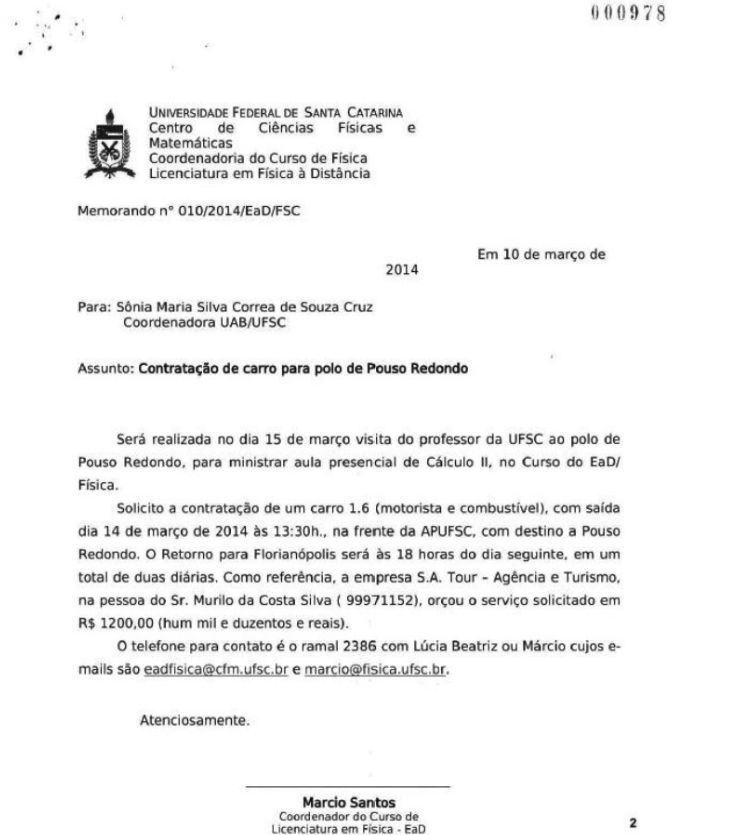 000978
UNIVERSIDADE FEDERAL DE SANTA CATARINA
Centro de Ciências Físicas e
Matemáticas
Coordenadoria do Curso de Física
Licenciatura em Física à Distância
Memorando n° 010/2014/EaD/FSC
Em 10 de março de
2014
Para: Sônia Maria Silva Correa de Souza Cruz
Coordenadora UAB/UFSC
Assunto: Contratação de carro para polo de Pouso Redondo
Será realizada no dia 15 de março visita do professor da UFSC ao polo de
Pouso Redondo, para ministrar aula presencial de Cálculo II, no Curso do EaD/
Física.
Solicito a contratação de um carro 1.6 (motorista e combustível), com saída
dia 14 de março de 2014 às 13:30h., na frente da APUFSC, com destino a Pouso
Redondo. O Retorno para Florianópolis será às 18 horas do dia seguinte, em um
total de duas diárias. Como referência, a empresa S.A. Tour – Agência e Turismo,
na pessoa do Sr. Murilo da Costa Silva ( 99971152), orçou o serviço solicitado em
R$ 1200,00 (hum mil e duzentos e reais).
O telefone para contato é o ramal 2386 com Lúcia Beatriz ou Márcio cujos e-
mails são eadfisica@cfm.ufsc.br e marcio@fisica.ufsc.br.
Atenciosamente.
Marcio Santos
Coordenador do Curso de
Licenciatura em Física - EaD
2